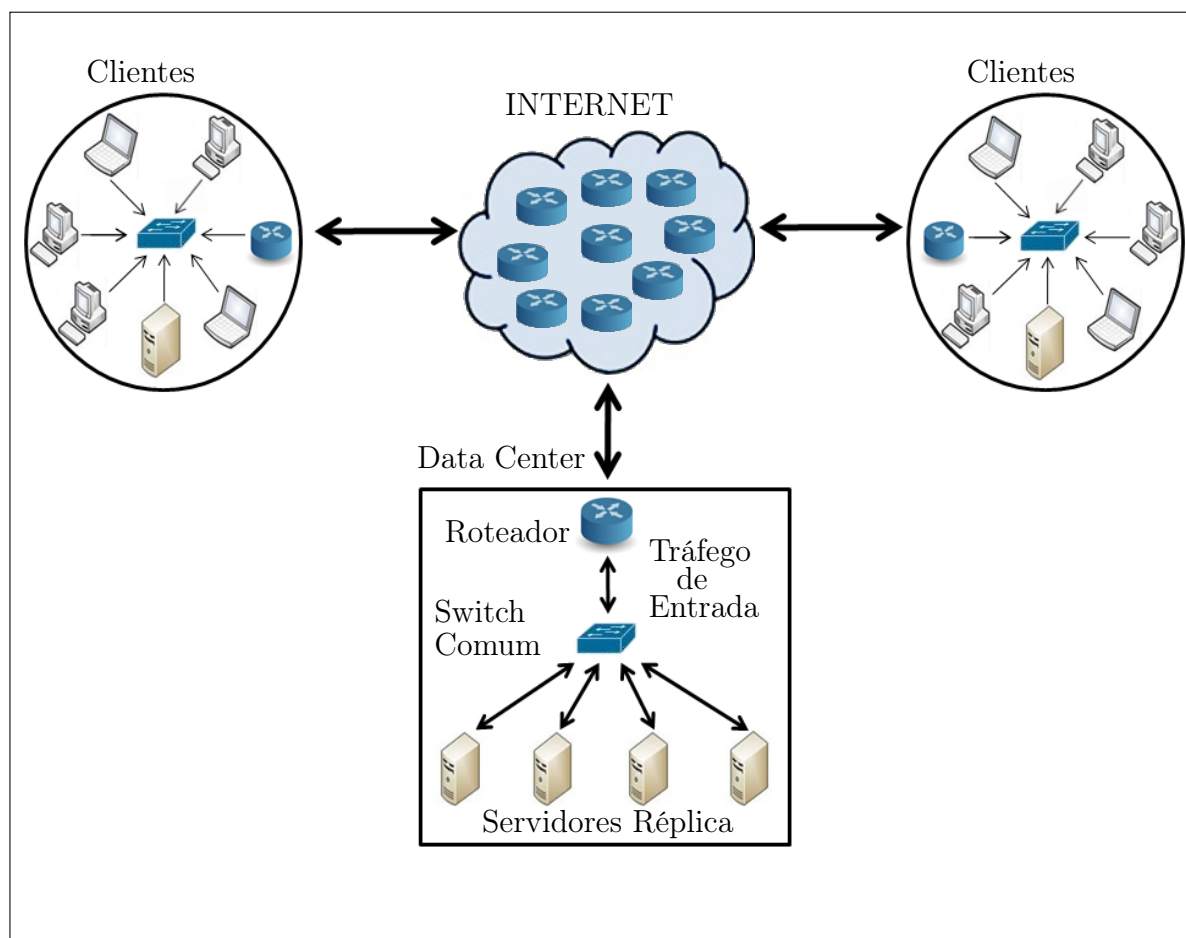 Clientes
INTERNET
Clientes
Data Center
Roteador
Tráfego
de
Entrada
Switch
Comum
Servidores Réplica